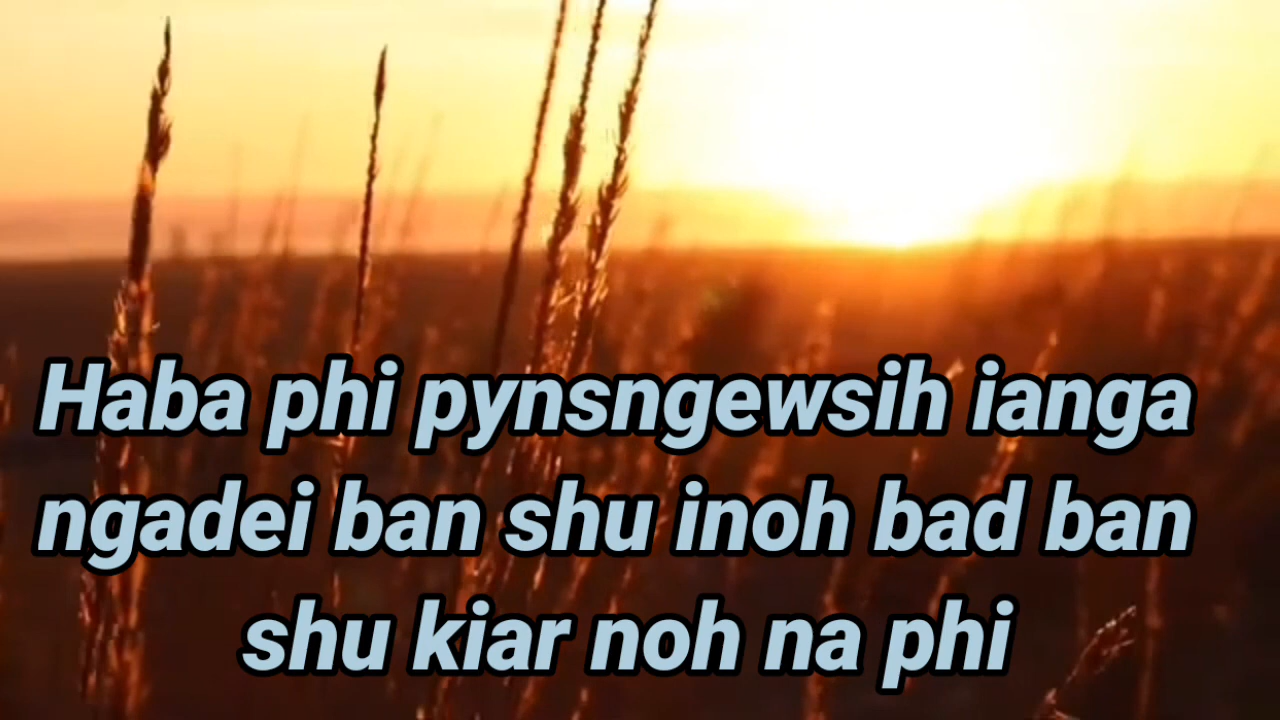 Haba phi pynsngewsih ianga
ngadei ban shu inoh bad ban
shu kiar noh na phi